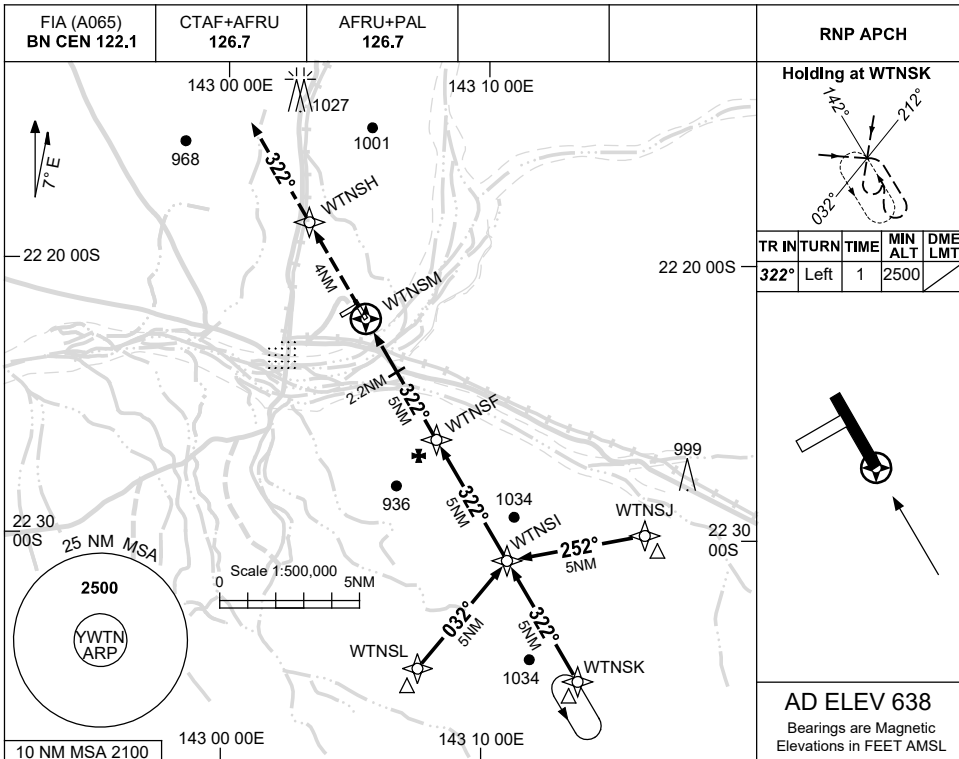 FIA (A065)
BN CEN 122.1
CTAF+AFRU
126.7
AFRU+PAL
126.7
RNP APCH
143 00 00E
143 10 00E
1027
1001
968
7° E
322°
WTNSH
4NM
22 20 00S
22 20 00S
WTNSM
2.2NM
322°
5NM
WTNSF
999
936
322°
5NM
1034
WTNSJ
22 30
00S
22 30
00S
WTNSI
252°
5NM
25 NM MSA
2500
YWTN
ARP
Scale 1:500,000
0
5NM
032°
5NM
322°
5NM
WTNSL
1034
WTNSK
143 00 00E
143 10 00E
10 NM MSA 2100
Holding at WTNSK
142°
212°
032°
TR IN TURN TIME MIN ALT DME LMT
322° Left 1 2500
AD ELEV 638
Bearings are Magnetic
Elevations in FEET AMSL